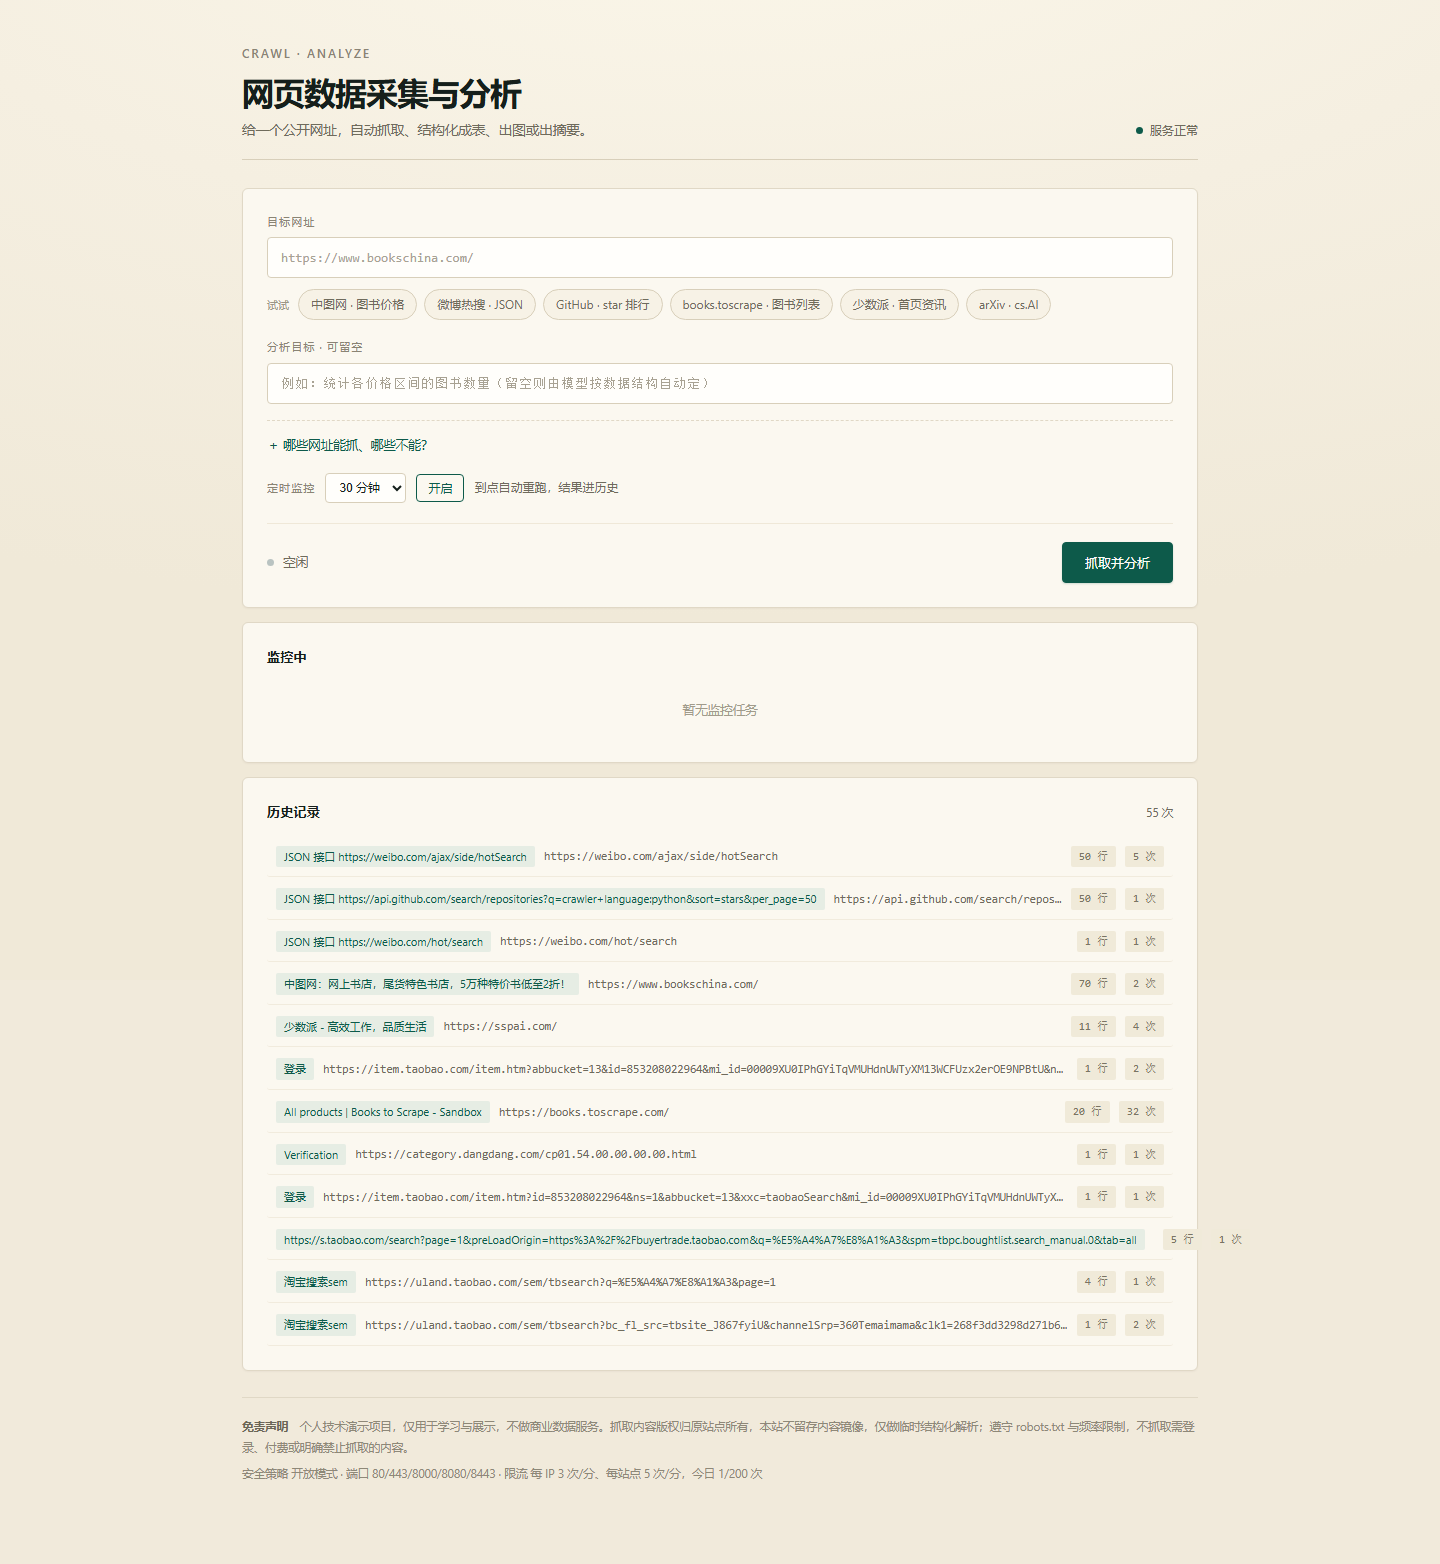 CRAWL · ANALYZE
网页数据采集与分析
给一个公开网址，自动抓取、结构化成表、出图或出摘要。
服务正常
目标网址
https://www.bookschina.com/
试试 中图网 · 图书价格 微博热搜 · JSON GitHub · star 排行 books.toscrape · 图书列表 少数派 · 首页资讯 arXiv · cs.AI
分析目标 · 可留空
例如：统计各价格区间的图书数量（留空则由模型按数据结构自动定）
+ 哪些网址能抓、哪些不能？
定时监控 30 分钟 开启 到点自动重跑，结果进历史
空闲 抓取并分析
监控中
暂无监控任务
历史记录 55 次
JSON 接口 https://weibo.com/ajax/side/hotSearch https://weibo.com/ajax/side/hotSearch 50 行 5 次
JSON 接口 https://api.github.com/search/repositories?q=crawler+language:python&sort=stars&per_page=50 https://api.github.com/search/repos… 50 行 1 次
JSON 接口 https://weibo.com/hot/search https://weibo.com/hot/search 1 行 1 次
中图网：网上书店，尾货特色书店，5万种特价书低至2折！ https://www.bookschina.com/ 70 行 2 次
少数派 - 高效工作，品质生活 https://sspai.com/ 11 行 4 次
登录 https://item.taobao.com/item.htm?abbucket=13&id=853208022964&mi_id=00009XU0IPhGYiTqVMUHdnUWTyXM13WCFUzx2erOE9NPBtU&n… 1 行 2 次
All products | Books to Scrape - Sandbox https://books.toscrape.com/ 20 行 32 次
Verification https://category.dangdang.com/cp01.54.00.00.00.00.html 1 行 1 次
登录 https://item.taobao.com/item.htm?id=853208022964&ns=1&abbucket=13&xxc=taobaoSearch&mi_id=00009XU0IPhGYiTqVMUHdnUWTyX… 1 行 1 次
https://s.taobao.com/search?page=1&preLoadOrigin=https%3A%2F%2Fbuyertrade.taobao.com&q=%E5%A4%A7%E8%A1%A3&spm=tbpc.boughtlist.search_manual.0&tab=all 5 行 1 次
淘宝搜索sem https://uland.taobao.com/sem/tbsearch?q=%E5%A4%A7%E8%A1%A3&page=1 4 行 1 次
淘宝搜索sem https://uland.taobao.com/sem/tbsearch?bc_fl_src=tbsite_J867fyiU&channelSrp=360Temaimama&clk1=268f3dd3298d271b6… 1 行 2 次
免责声明 个人技术演示项目，仅用于学习与展示，不做商业数据服务。抓取内容版权归原站点所有，本站不留存内容镜像，仅做临时结构化解析；遵守 robots.txt 与频率限制，不抓取需登
录、付费或明确禁止抓取的内容。
安全策略 开放模式 · 端口 80/443/8000/8080/8443 · 限流 每 IP 3 次/分、每站点 5 次/分，今日 1/200 次